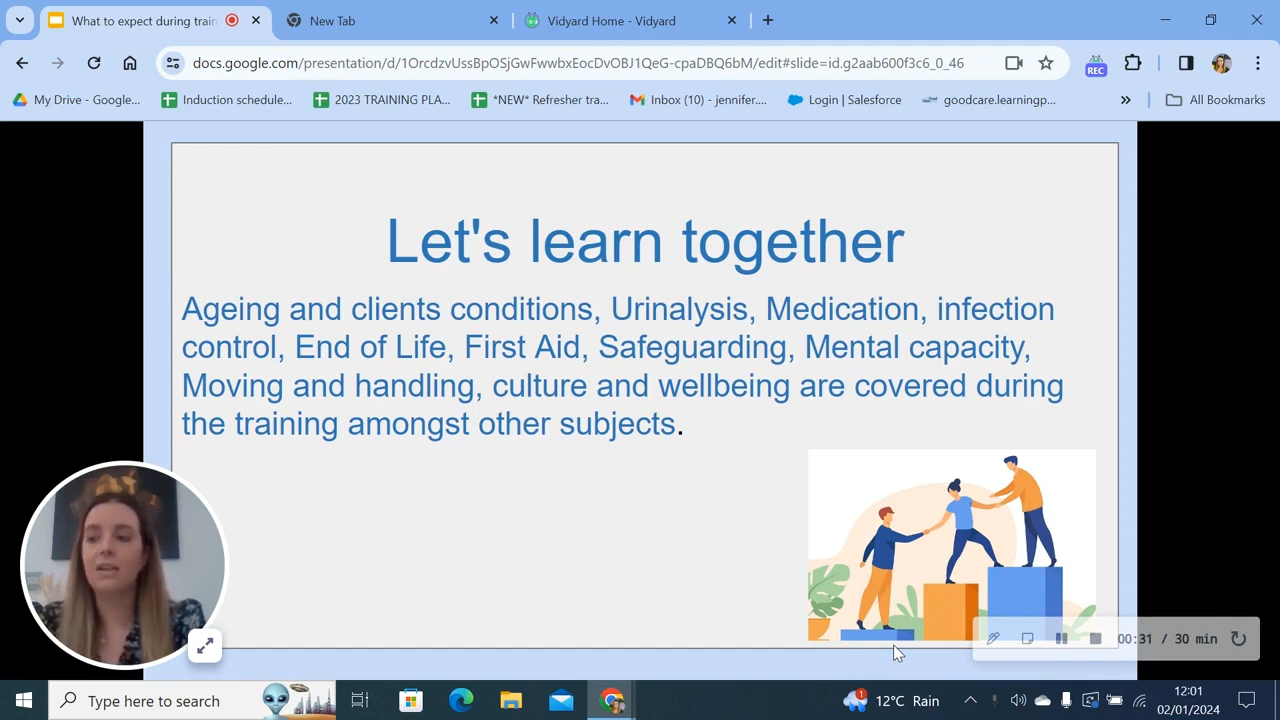 What to expect during train
New Tab
Vidyard Home - Vidyard
docs.google.com/presentation/d/1OrcdzvUssBpOSjGwFwwbxEocDvOBJ1QeG-cpaDBQ6bM/edit#slide=id.g2aab600f3c6_0_46
REC
My Drive - Google...
Induction schedule...
2023 TRAINING PLA...
*NEW* Refresher tra...
Inbox (10) - jennifer....
Login | Salesforce
goodcare.learningp...
All Bookmarks
Let's learn together
Ageing and clients conditions, Urinalysis, Medication, infection
control, End of Life, First Aid, Safeguarding, Mental capacity,
Moving and handling, culture and wellbeing are covered during
the training amongst other subjects.
00:31 / 30 min
Type here to search
1
12°C Rain
12:01
02/01/2024